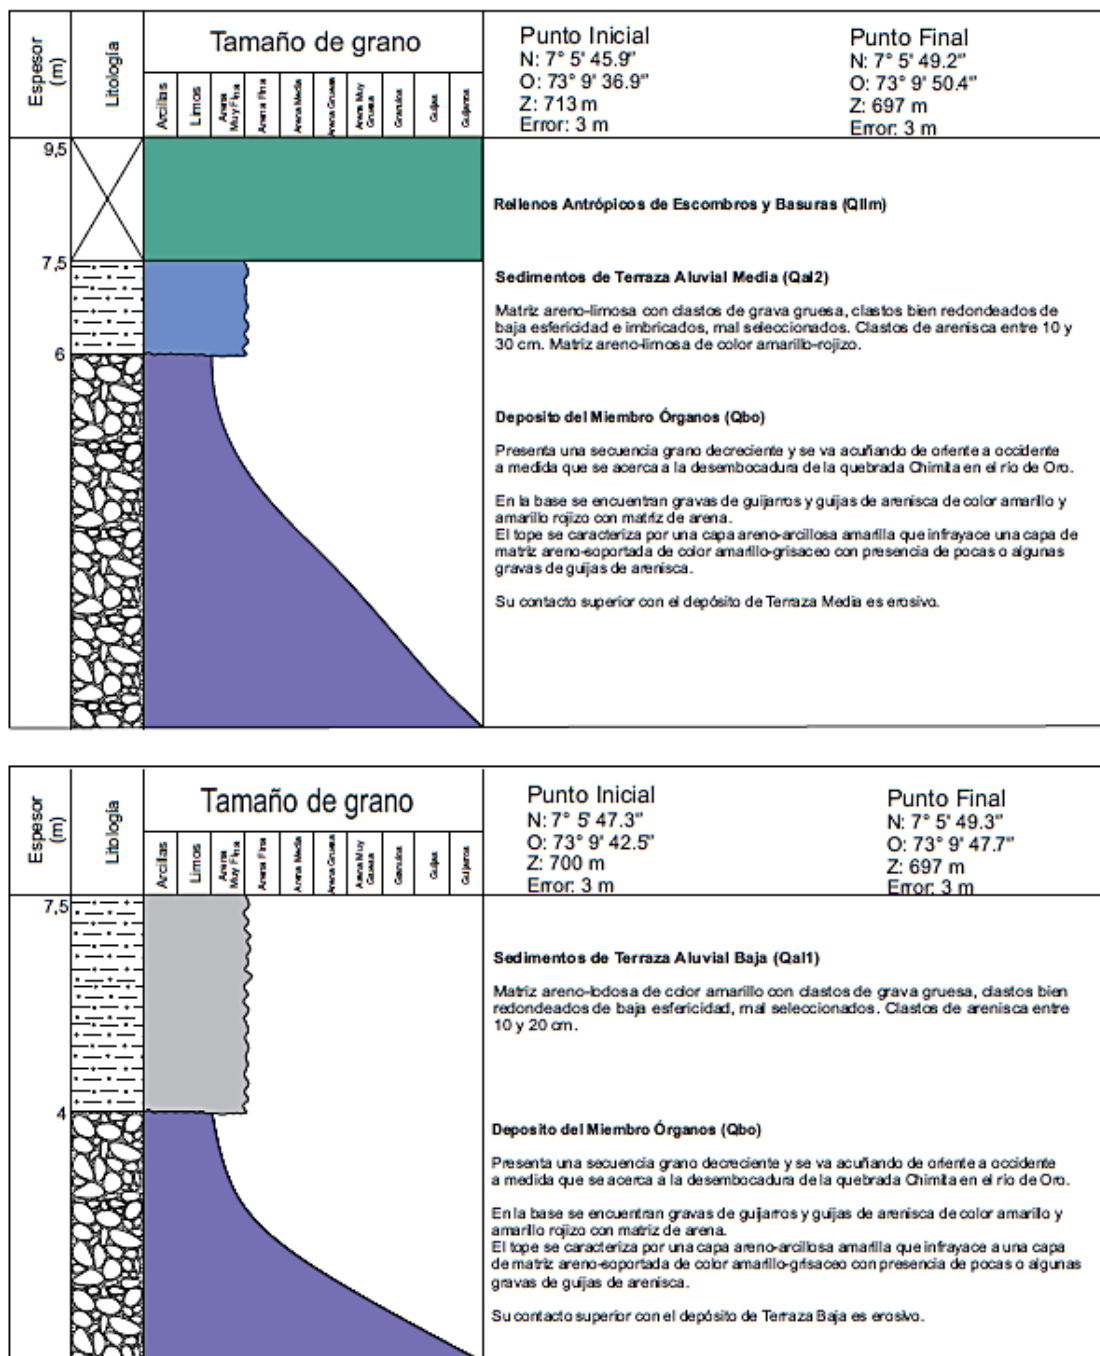 Espesor
(m)
Litología
Tamaño de grano
Arcillas
Limos
Arena
Muy Fina
Arena Fina
Arena Media
Arena Gruesa
Arena Muy
Gruesa
Granulos
Guijas
Guijarros
Punto Inicial
N: 7° 5' 45.9"
O: 73° 9' 36.9"
Z: 713 m
Error: 3 m
Punto Final
N: 7° 5' 49.2"
O: 73° 9' 50.4"
Z: 697 m
Error: 3 m
9,5
Rellenos Antrópicos de Escombros y Basuras (Qllm)
7,5
Sedimentos de Terraza Aluvial Media (Qal2)
Matriz areno-limosa con clastos de grava gruesa, clastos bien redondeados de
baja esfericidad e imbricados, mal seleccionados. Clastos de arenisca entre 10 y
30 cm. Matriz areno-limosa de color amarillo-rojizo.
6
Deposito del Miembro Órganos (Qbo)
Presenta una secuencia grano decreciente y se va acuñando de oriente a occidente
a medida que se acerca a la desembocadura de la quebrada Chimita en el río de Oro.
En la base se encuentran gravas de guijarros y guijas de arenisca de color amarillo y
amarillo rojizo con matriz de arena.
El tope se caracteriza por una capa areno-arcillosa amarilla que infrayace una capa de
matriz areno-soportada de color amarillo-grisaceo con presencia de pocas o algunas
gravas de guijas de arenisca.
Su contacto superior con el depósito de Terraza Media es erosivo.
Espesor
(m)
Litología
Tamaño de grano
Arcillas
Limos
Arena
Muy Fina
Arena Fina
Arena Media
Arena Gruesa
Arena Muy
Gruesa
Granulos
Guijas
Guijarros
Punto Inicial
N: 7° 5' 47.3"
O: 73° 9' 42.5"
Z: 700 m
Error: 3 m
Punto Final
N: 7° 5' 49.3"
O: 73° 9' 47.7"
Z: 697 m
Error: 3 m
7,5
Sedimentos de Terraza Aluvial Baja (Qal1)
Matriz areno-lodosa de color amarillo con clastos de grava gruesa, clastos bien
redondeados de baja esfericidad, mal seleccionados. Clastos de arenisca entre
10 y 20 cm.
4
Deposito del Miembro Órganos (Qbo)
Presenta una secuencia grano decreciente y se va acuñando de oriente a occidente
a medida que se acerca a la desembocadura de la quebrada Chimita en el río de Oro.
En la base se encuentran gravas de guijarros y guijas de arenisca de color amarillo y
amarillo rojizo con matriz de arena.
El tope se caracteriza por una capa areno-arcillosa amarilla que infrayace a una capa
de matriz areno-soportada de color amarillo-grisaceo con presencia de pocas o algunas
gravas de guijas de arenisca.
Su contacto superior con el depósito de Terraza Baja es erosivo.